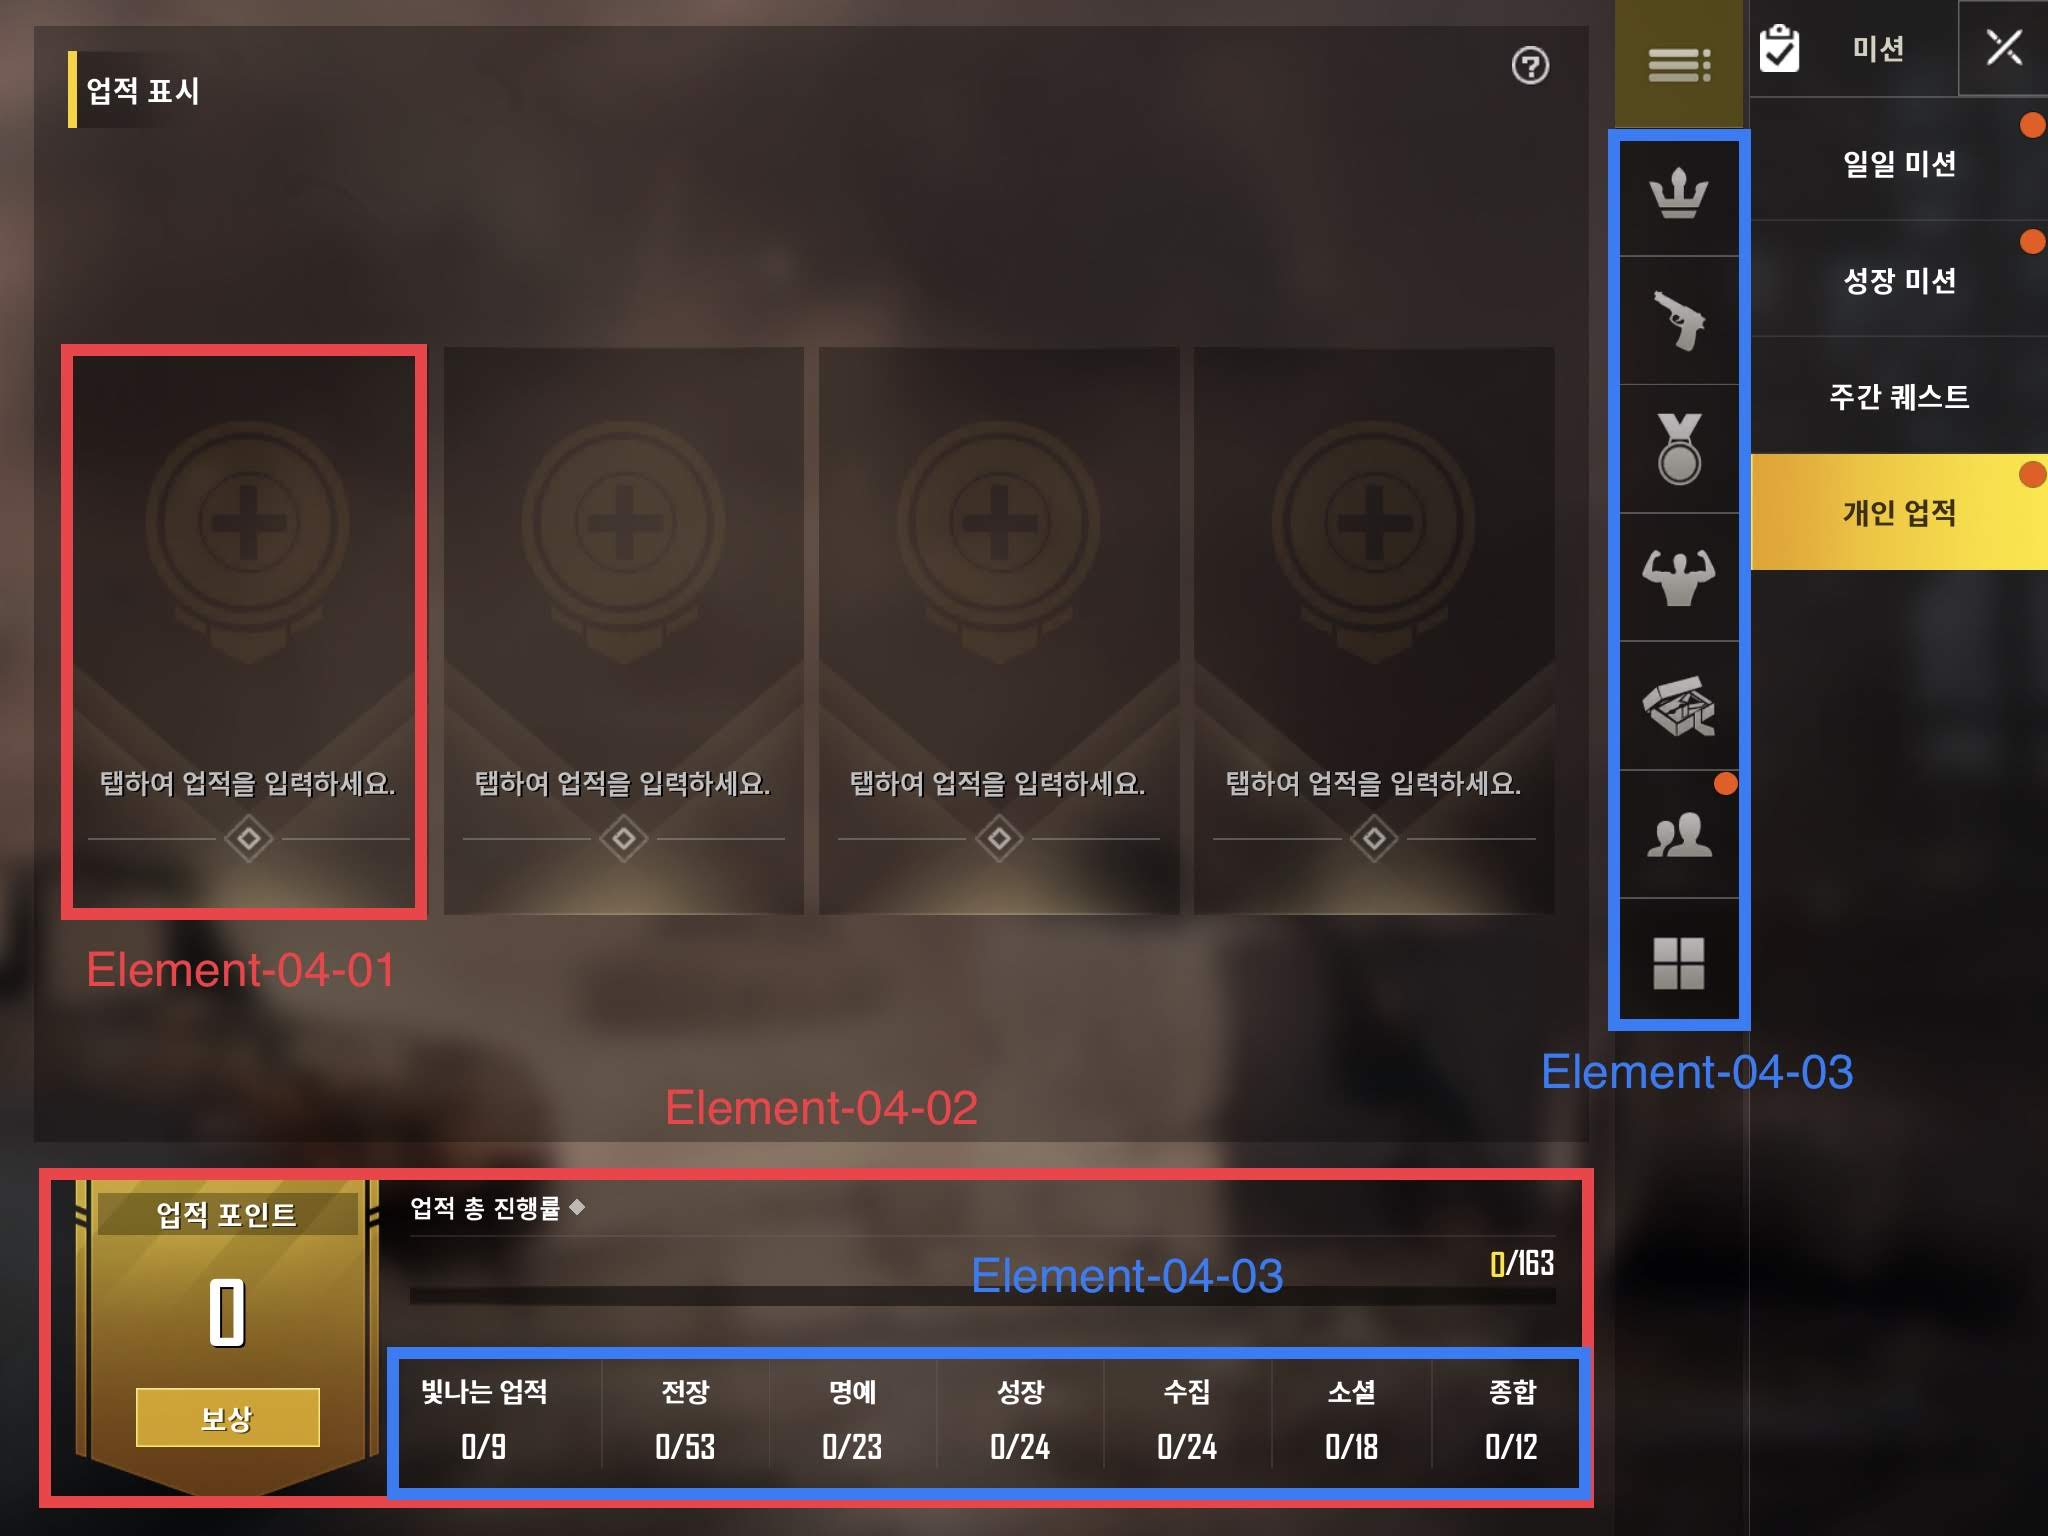 업적 표시
?
미션
일일 미션
성장 미션
주간 퀘스트
개인 업적
탭하여 업적을 입력하세요.
탭하여 업적을 입력하세요.
탭하여 업적을 입력하세요.
탭하여 업적을 입력하세요.
Element-04-01
Element-04-03
Element-04-02
업적 포인트
0
보상
업적 총 진행률
0/163
Element-04-03
빛나는 업적 전장 명예 성장 수집 소셜 종합
0/9 0/53 0/23 0/24 0/24 0/18 0/12